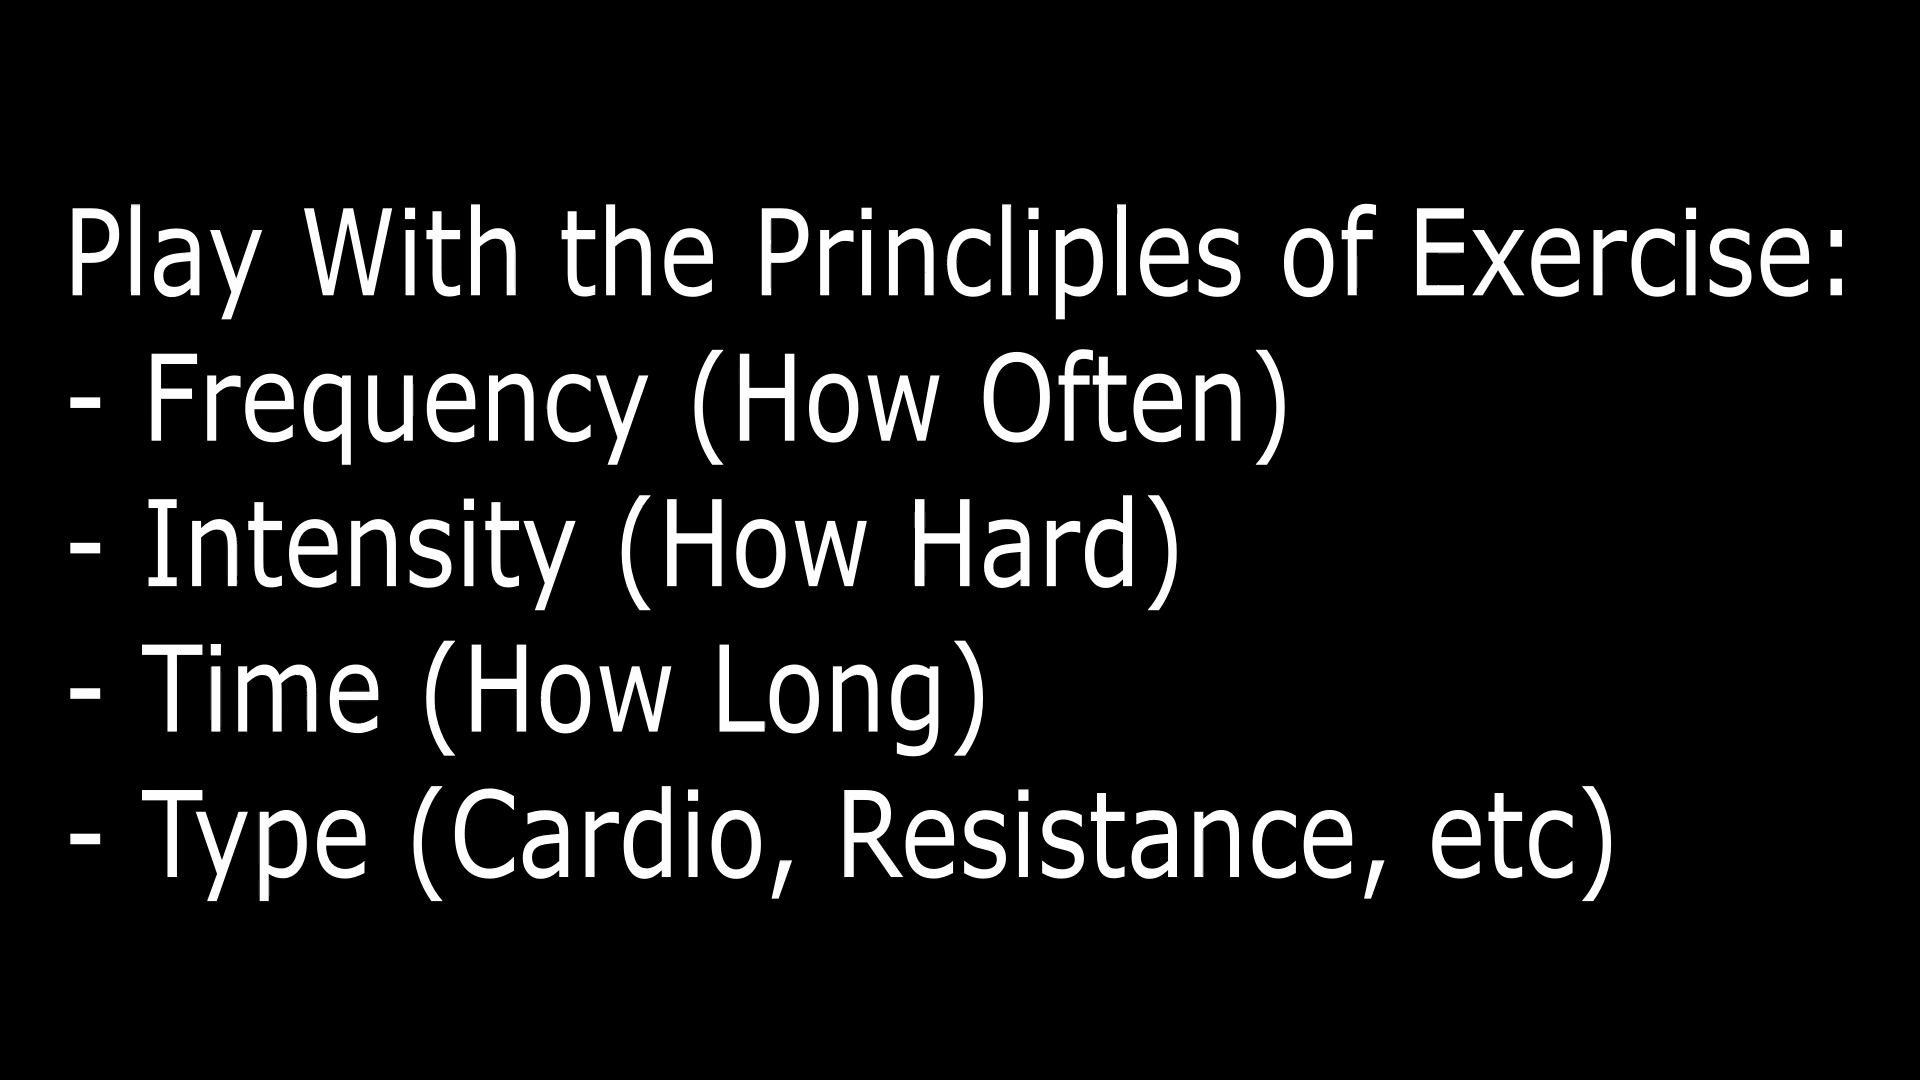 Play With the Princliples of Exercise:
- Frequency (How Often)
- Intensity (How Hard)
- Time (How Long)
- Type (Cardio, Resistance, etc)